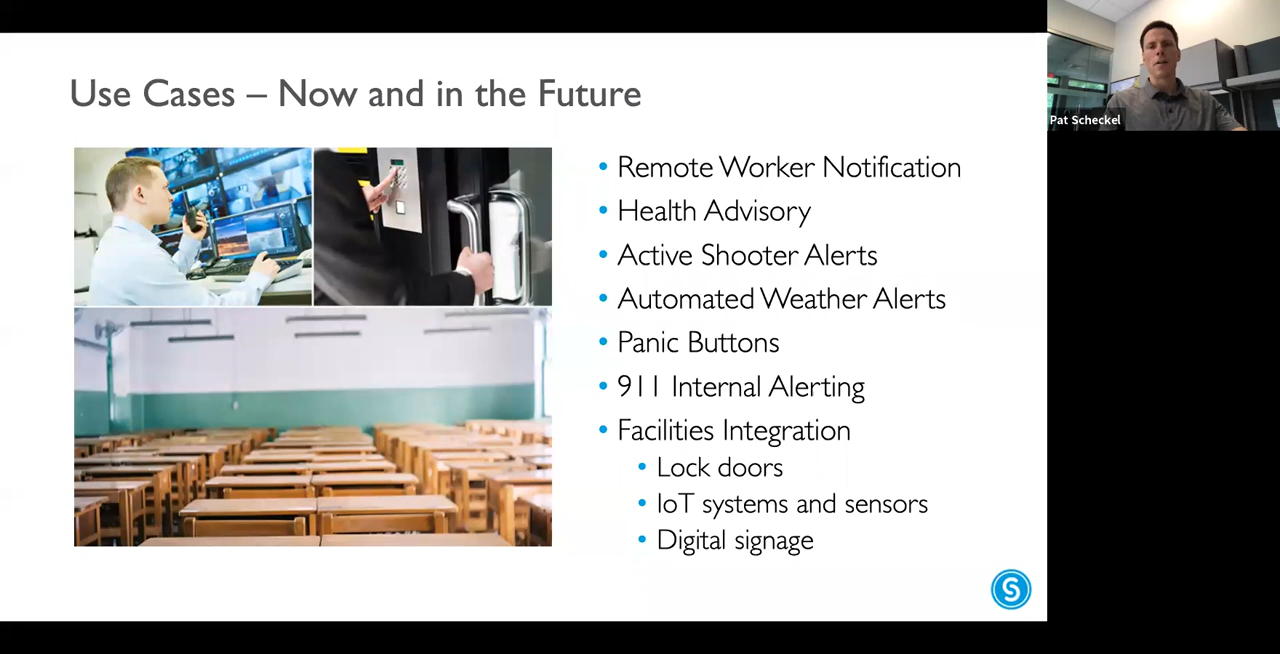 Use Cases – Now and in the Future
Pat Scheckel
• Remote Worker Notification
• Health Advisory
• Active Shooter Alerts
• Automated Weather Alerts
• Panic Buttons
• 911 Internal Alerting
• Facilities Integration
• Lock doors
• IoT systems and sensors
• Digital signage
S